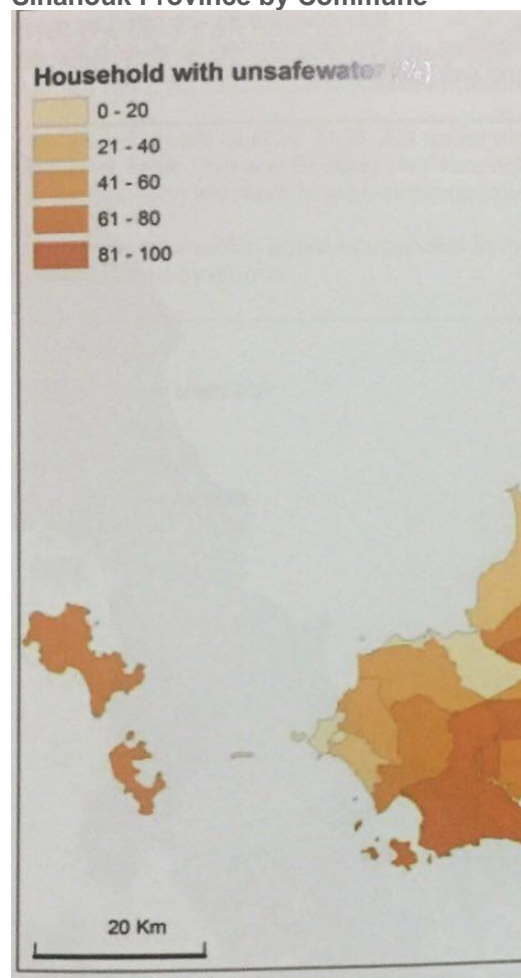 Sihanouk Province by Commune
Household with unsafewater (%)
0 - 20
21 - 40
41 - 60
61 - 80
81 - 100
20 Km